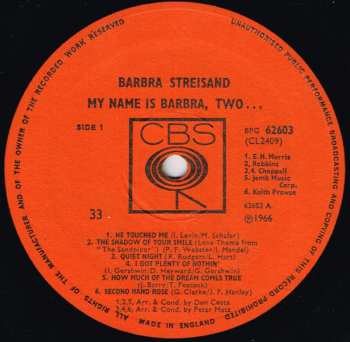 UNAUTHORISED PUBLIC PERFORMANCE BROADCASTING AND COPYING OF THIS RECORD PROHIBITED
ALL RIGHTS OF THE MANUFACTURER AND OF THE OWNER OF THE RECORDED WORK RESERVED
BARBRA STREISAND
MY NAME IS BARBRA, TWO...
SIDE 1
CBS
BPG 62603
(CL2409)
1. E. H. Morris
2. Robbins
3.4. Chappell
5. Jemb Music
Corp.
6. Keith Prowse
62603 A
℗1966
33
1. HE TOUCHED ME (I. Levin/M. Schafer)
2. THE SHADOW OF YOUR SMILE (Love Theme from
"The Sandpiper") (P. F. Webster/J. Mandel)
3. QUIET NIGHT (R. Rodgers/L. Hart)
4. I GOT PLENTY OF NOTHIN'
(I. Gershwin/D. Heyward/G. Gershwin)
5. HOW MUCH OF THE DREAM COMES TRUE
(J. Barry/T. Peacock)
6. SECOND HAND ROSE (G. Clarke/J. F. Hanley)
1,2,5, Arr. & Cond. by Don Costa
3,4,6, Arr. & Cond. by Peter Matz
MADE IN ENGLAND